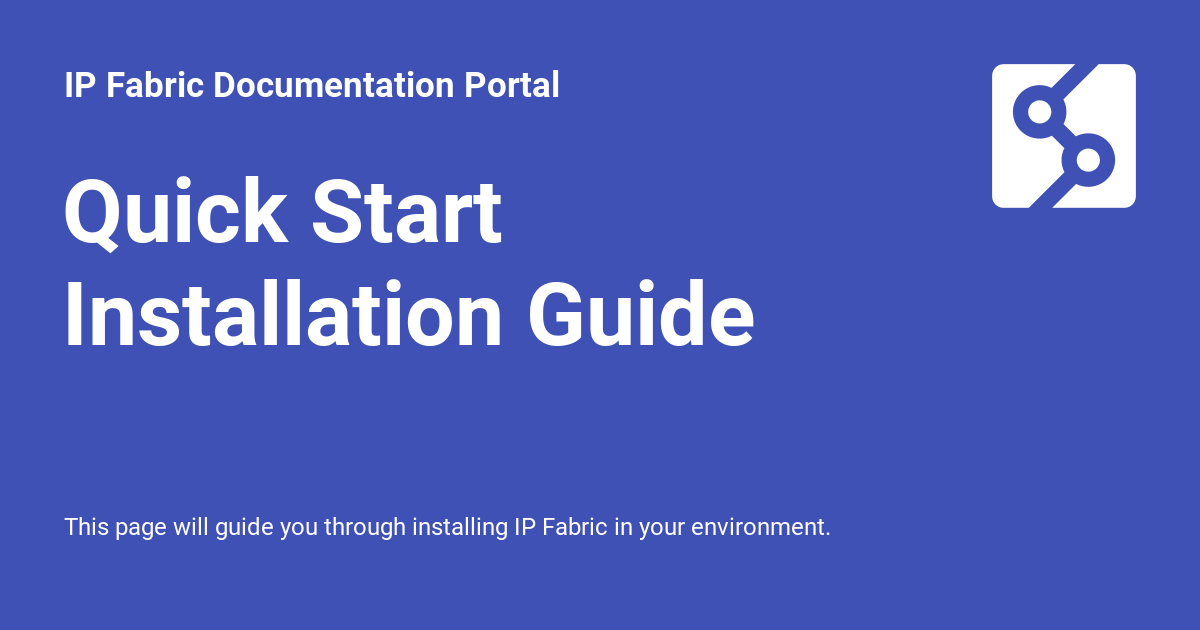 IP Fabric Documentation Portal
Quick Start
Installation Guide
This page will guide you through installing IP Fabric in your environment.